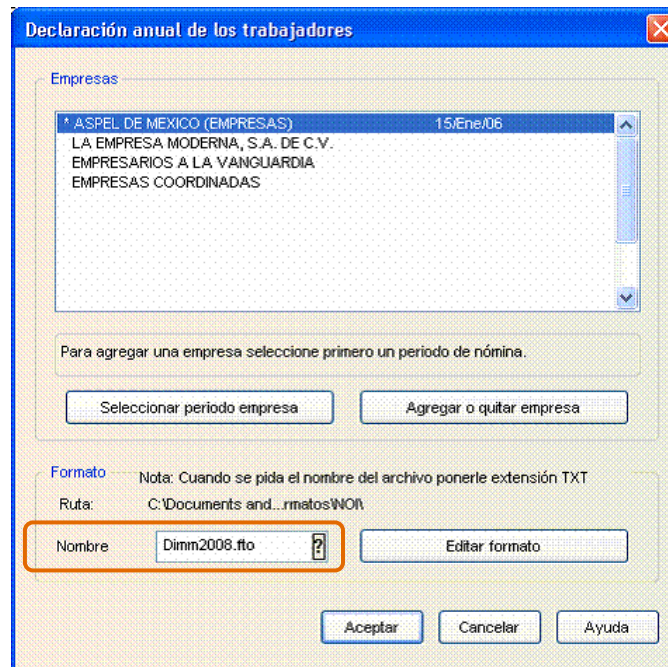 Declaración anual de los trabajadores
Empresas
* ASPEL DE MEXICO (EMPRESAS) 15/Ene/06
LA EMPRESA MODERNA, S.A. DE C.V.
EMPRESARIOS A LA VANGUARDIA
EMPRESAS COORDINADAS
Para agregar una empresa seleccione primero un periodo de nómina.
Seleccionar periodo empresa Agregar o quitar empresa
Formato Nota: Cuando se pida el nombre del archivo ponerle extensión TXT
Ruta: C:\Documents and...rmatos\NOI\
Nombre Dimm2008.fto ? Editar formato
Aceptar Cancelar Ayuda